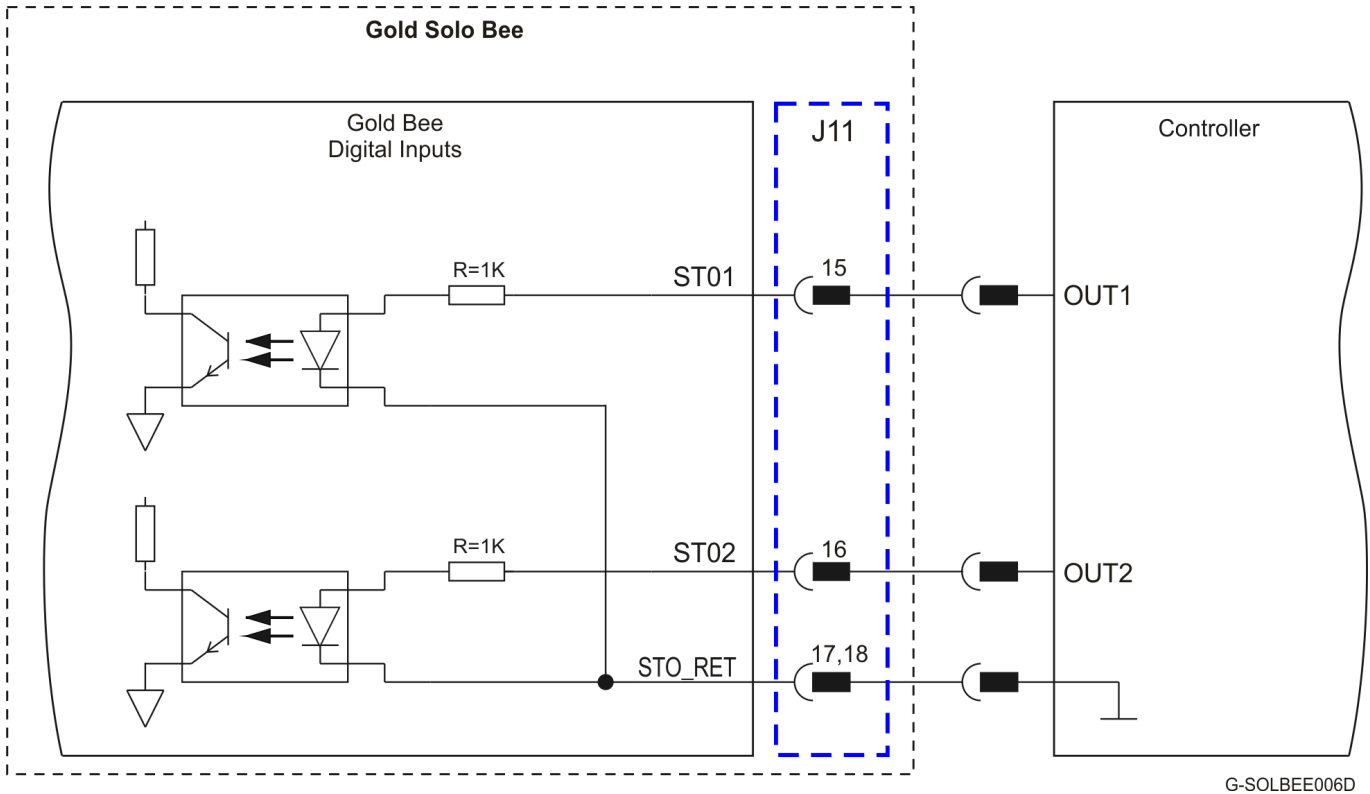 Gold Solo Bee
Gold Bee
Digital Inputs
J11
Controller
R=1K
ST01
15
OUT1
R=1K
ST02
16
OUT2
STO_RET
17,18
G-SOLBEE006D